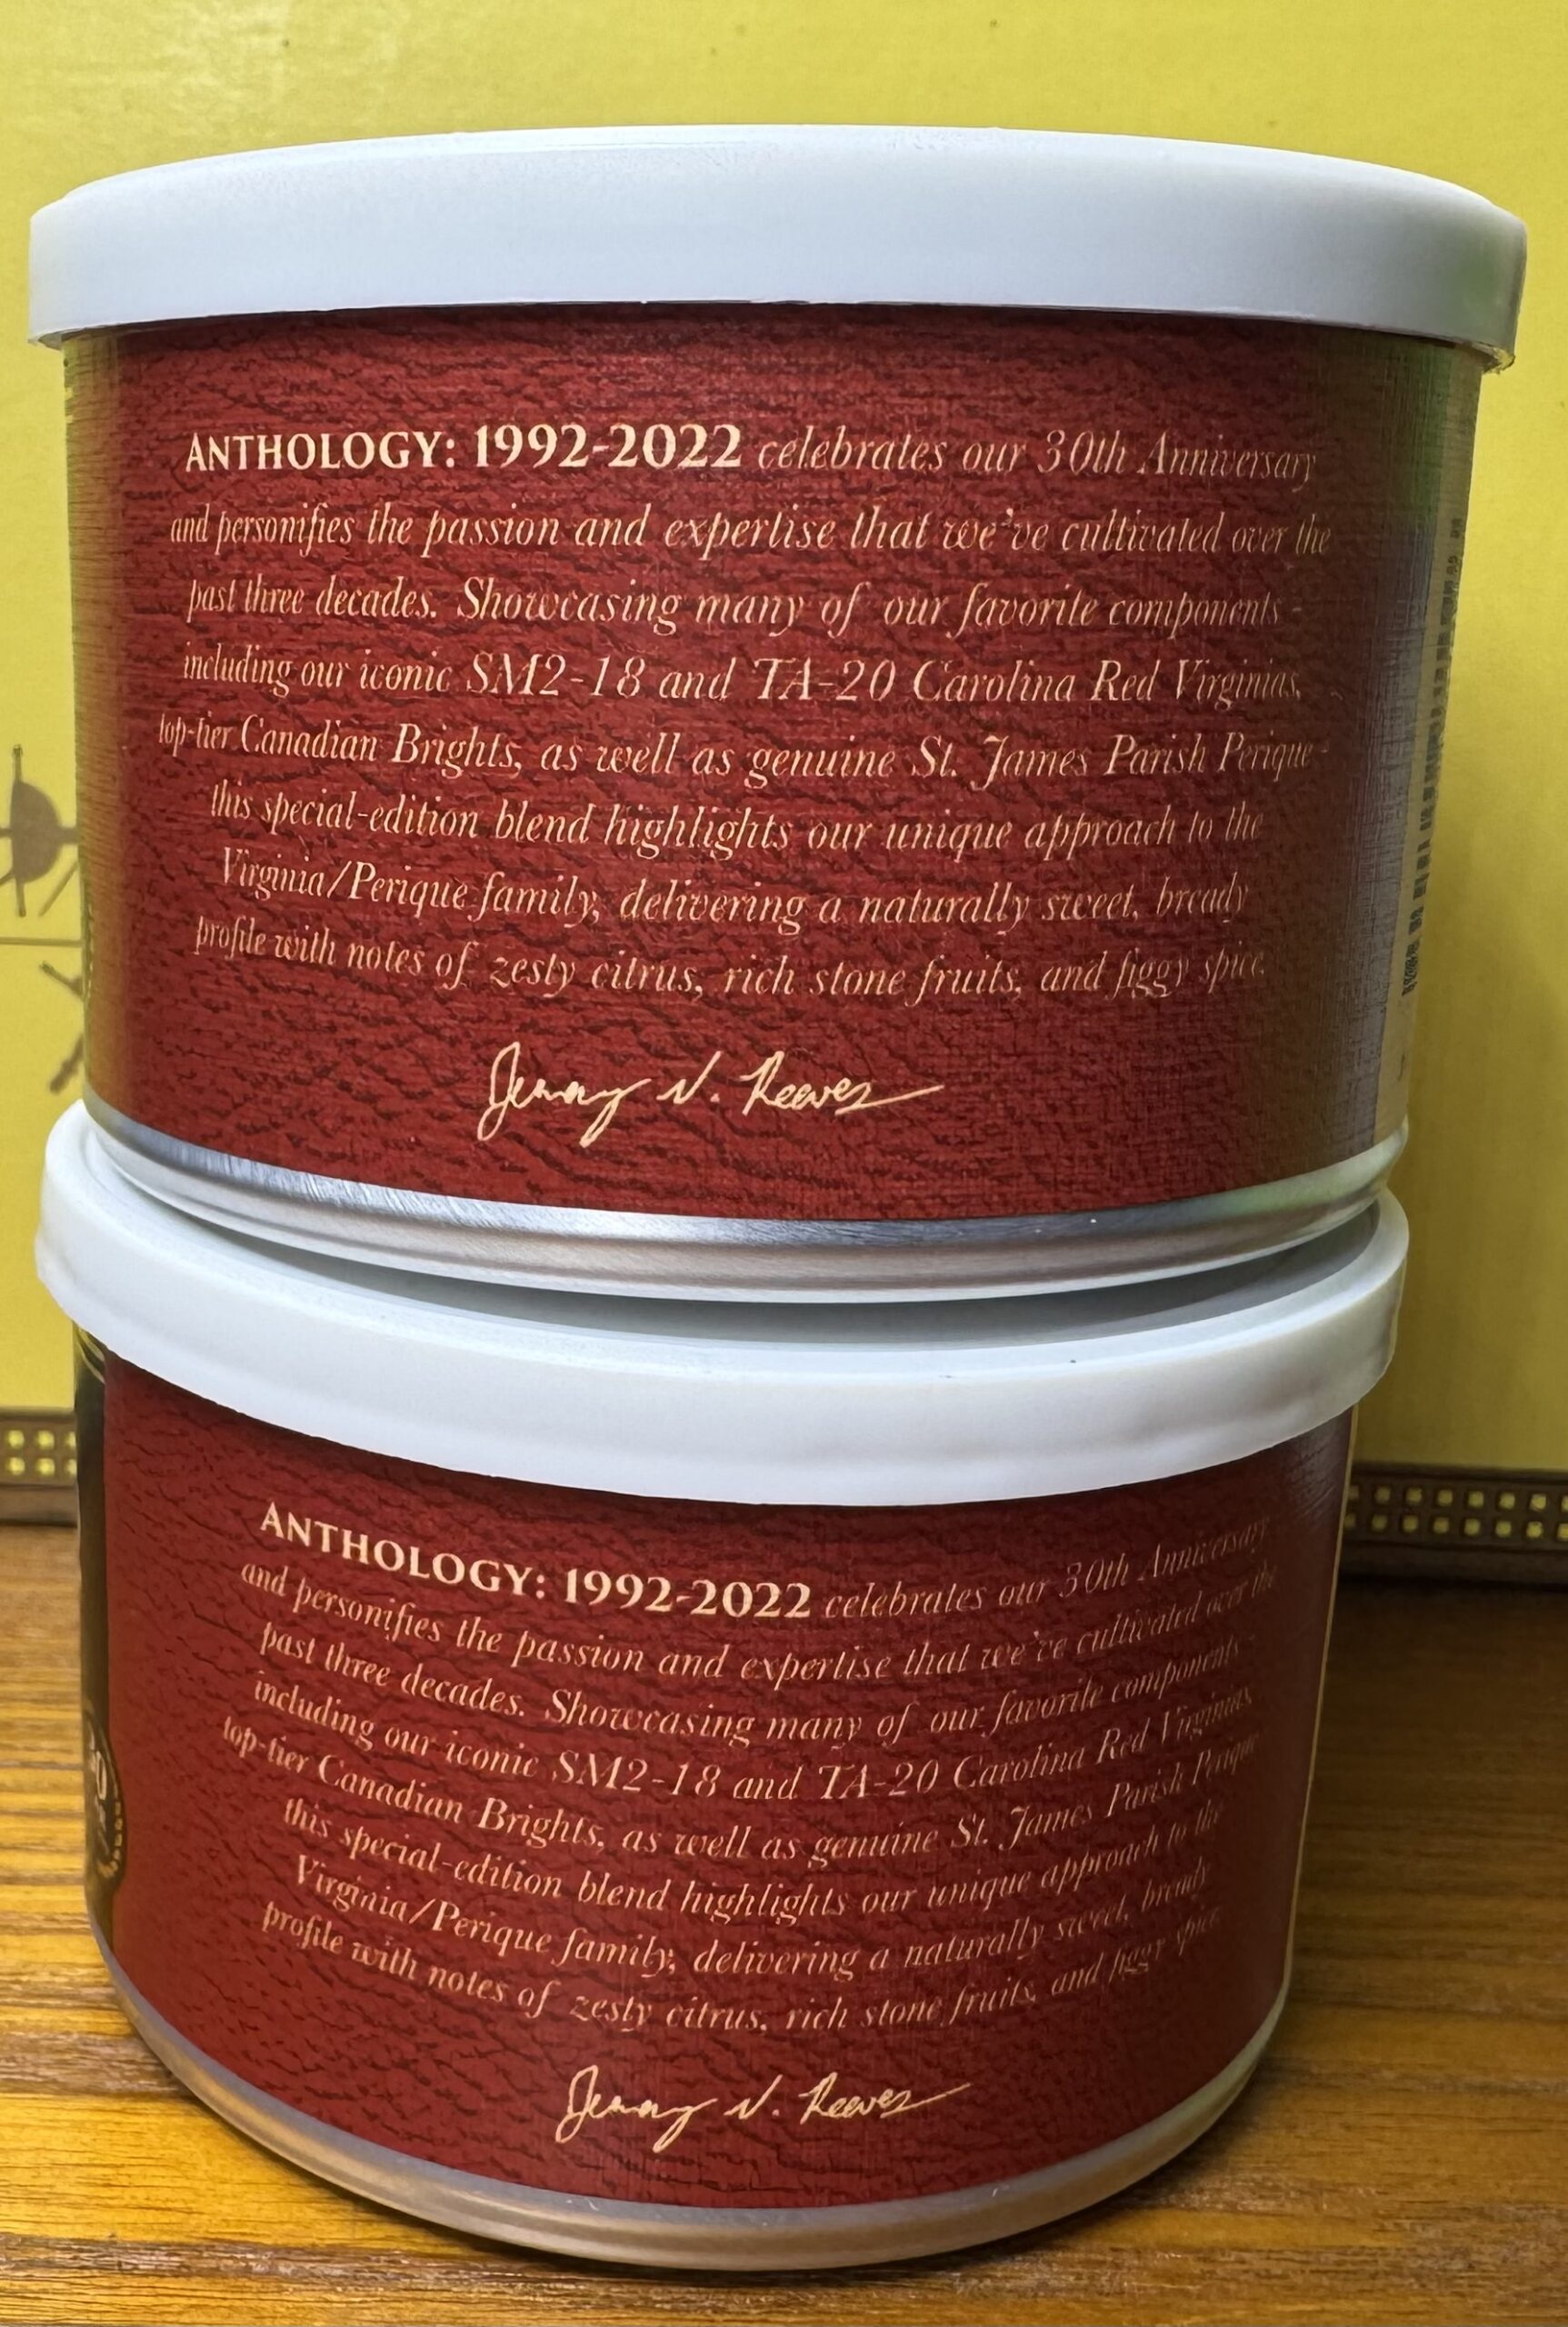 ANTHOLOGY: 1992-2022 celebrates our 30th Anniversary
and personifies the passion and expertise that we've cultivated over the
past three decades. Showcasing many of our favorite components -
including our iconic SM2-18 and TA-20 Carolina Red Virginias,
top-tier Canadian Brights, as well as genuine St. James Parish Perique -
this special-edition blend highlights our unique approach to the
Virginia/Perique family, delivering a naturally sweet, bready
profile with notes of zesty citrus, rich stone fruits, and figgy spice.
Jeremy N. Reeves
ANTHOLOGY: 1992-2022 celebrates our 30th Anniversary
and personifies the passion and expertise that we've cultivated over the
past three decades. Showcasing many of our favorite components -
including our iconic SM2-18 and TA-20 Carolina Red Virginias,
top-tier Canadian Brights, as well as genuine St. James Parish Perique
this special-edition blend highlights our unique approach to the
Virginia/Perique family, delivering a naturally sweet, bready
profile with notes of zesty citrus, rich stone fruits, and figgy spice.
Jeremy N. Reeves
30